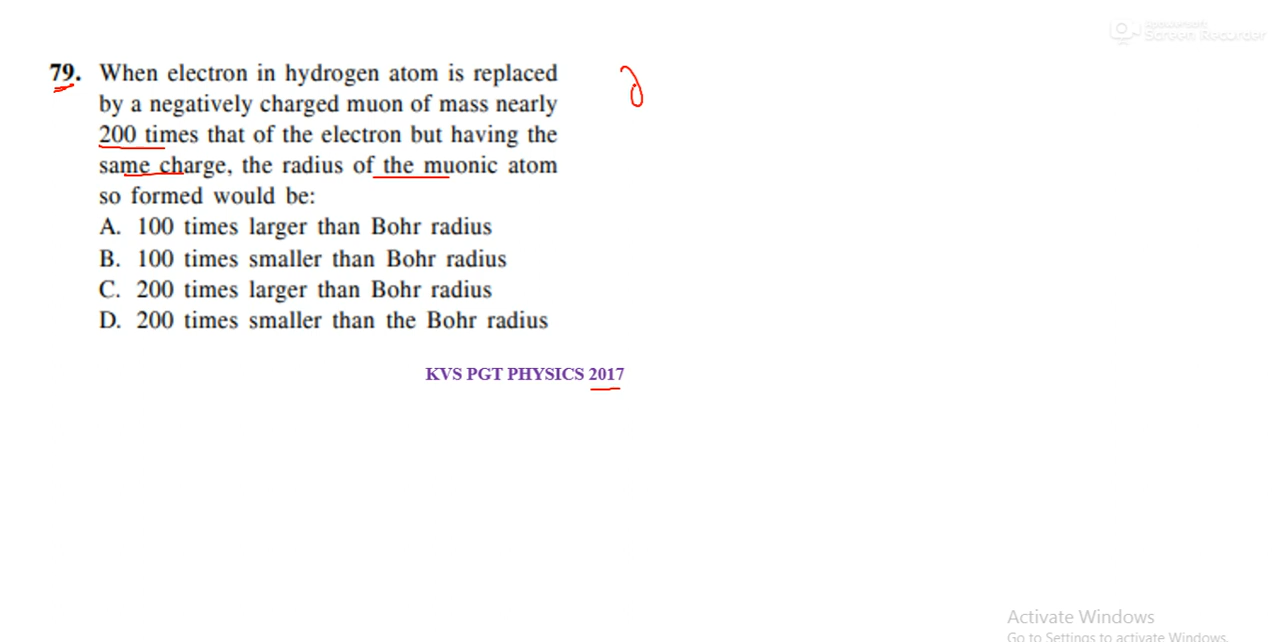 Apowersoft
Screen Recorder
79. When electron in hydrogen atom is replaced
by a negatively charged muon of mass nearly
200 times that of the electron but having the
same charge, the radius of the muonic atom
so formed would be:
A. 100 times larger than Bohr radius
B. 100 times smaller than Bohr radius
C. 200 times larger than Bohr radius
D. 200 times smaller than the Bohr radius
KVS PGT PHYSICS 2017
Activate Windows
Go to Settings to activate Windows.